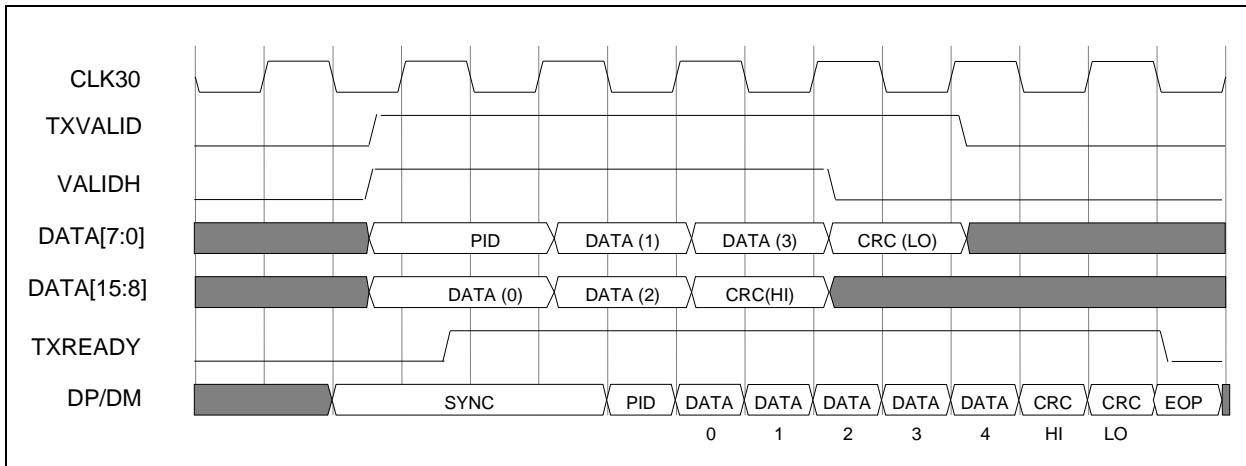 CLK30
TXVALID
VALIDH
DATA[7:0] PID DATA (1) DATA (3) CRC (LO)
DATA[15:8] DATA (0) DATA (2) CRC(HI)
TXREADY
DP/DM SYNC PID DATA DATA DATA DATA DATA CRC CRC EOP
0 1 2 3 4 HI LO